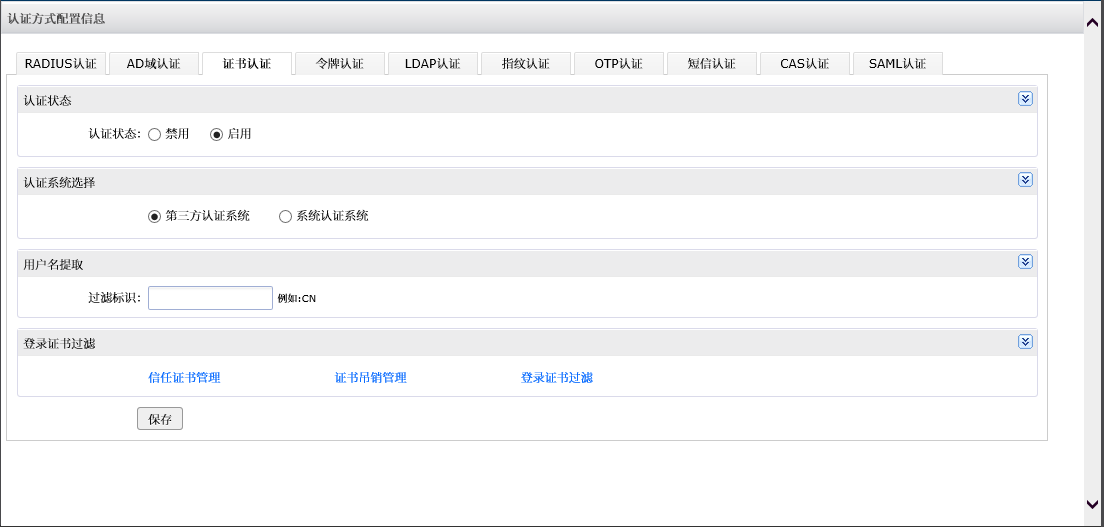 认证方式配置信息
RADIUS认证 AD域认证 证书认证 令牌认证 LDAP认证 指纹认证 OTP认证 短信认证 CAS认证 SAML认证
认证状态
认证状态: 禁用 启用
认证系统选择
第三方认证系统 系统认证系统
用户名提取
过滤标识: 例如:CN
登录证书过滤
信任证书管理 证书吊销管理 登录证书过滤
保存